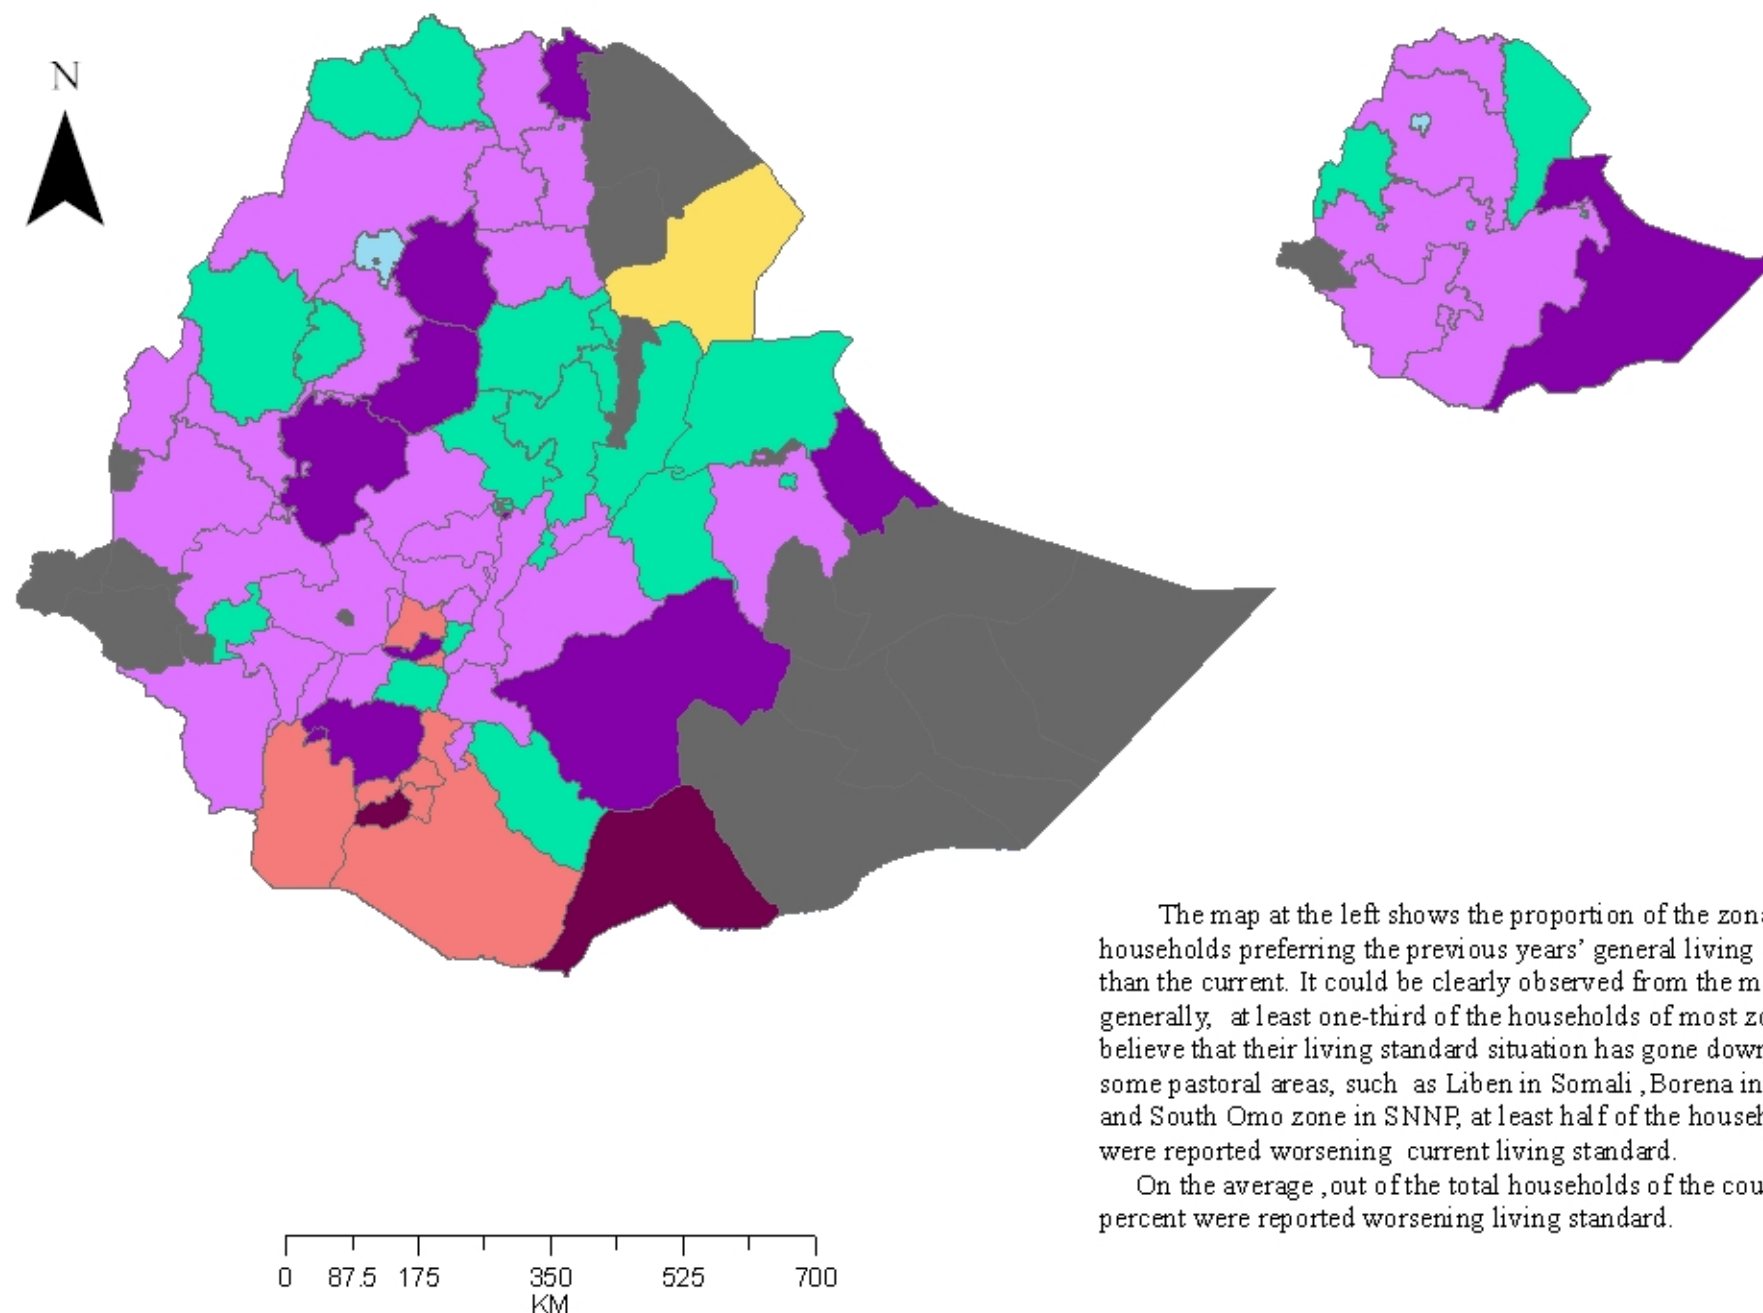 N
The map at the left shows the proportion of the zona
households preferring the previous years’ general living
than the current. It could be clearly observed from the m
generally, at least one-third of the households of most zo
believe that their living standard situation has gone down
some pastoral areas, such as Liben in Somali ,Borena in
and South Omo zone in SNNP, at least half of the househ
were reported worsening current living standard.
On the average ,out of the total households of the cou
percent were reported worsening living standard.
0 87.5 175 350 525 700
KM